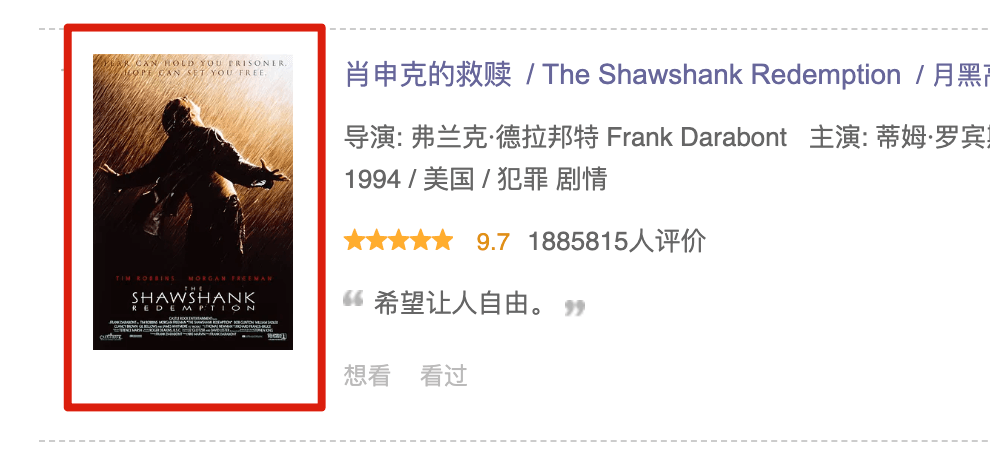 FEAR CAN HOLD YOU PRISONER.
HOPE CAN SET YOU FREE.
TIM ROBBINS MORGAN FREEMAN
THE
SHAWSHANK
REDEMPTION
肖申克的救赎 / The Shawshank Redemption / 月黑
导演: 弗兰克·德拉邦特 Frank Darabont 主演: 蒂姆·罗宾
1994 / 美国 / 犯罪 剧情
9.7 1885815人评价
“ 希望让人自由。 ”
想看 看过